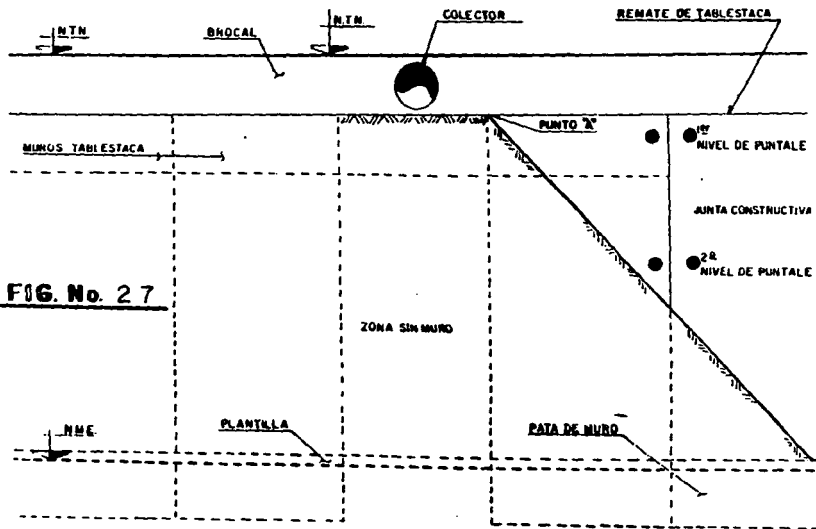 N.T.N
BROCAL
N.T.N
COLECTOR
REMATE DE TABLESTACA
PUNTO "A"
1er
NIVEL DE PUNTALE
MUROS TABLESTACA
JUNTA CONSTRUCTIVA
2º
NIVEL DE PUNTALE
FIG. No. 27
ZONA SIN MURO
N.M.E.
PLANTILLA
PATA DE MURO